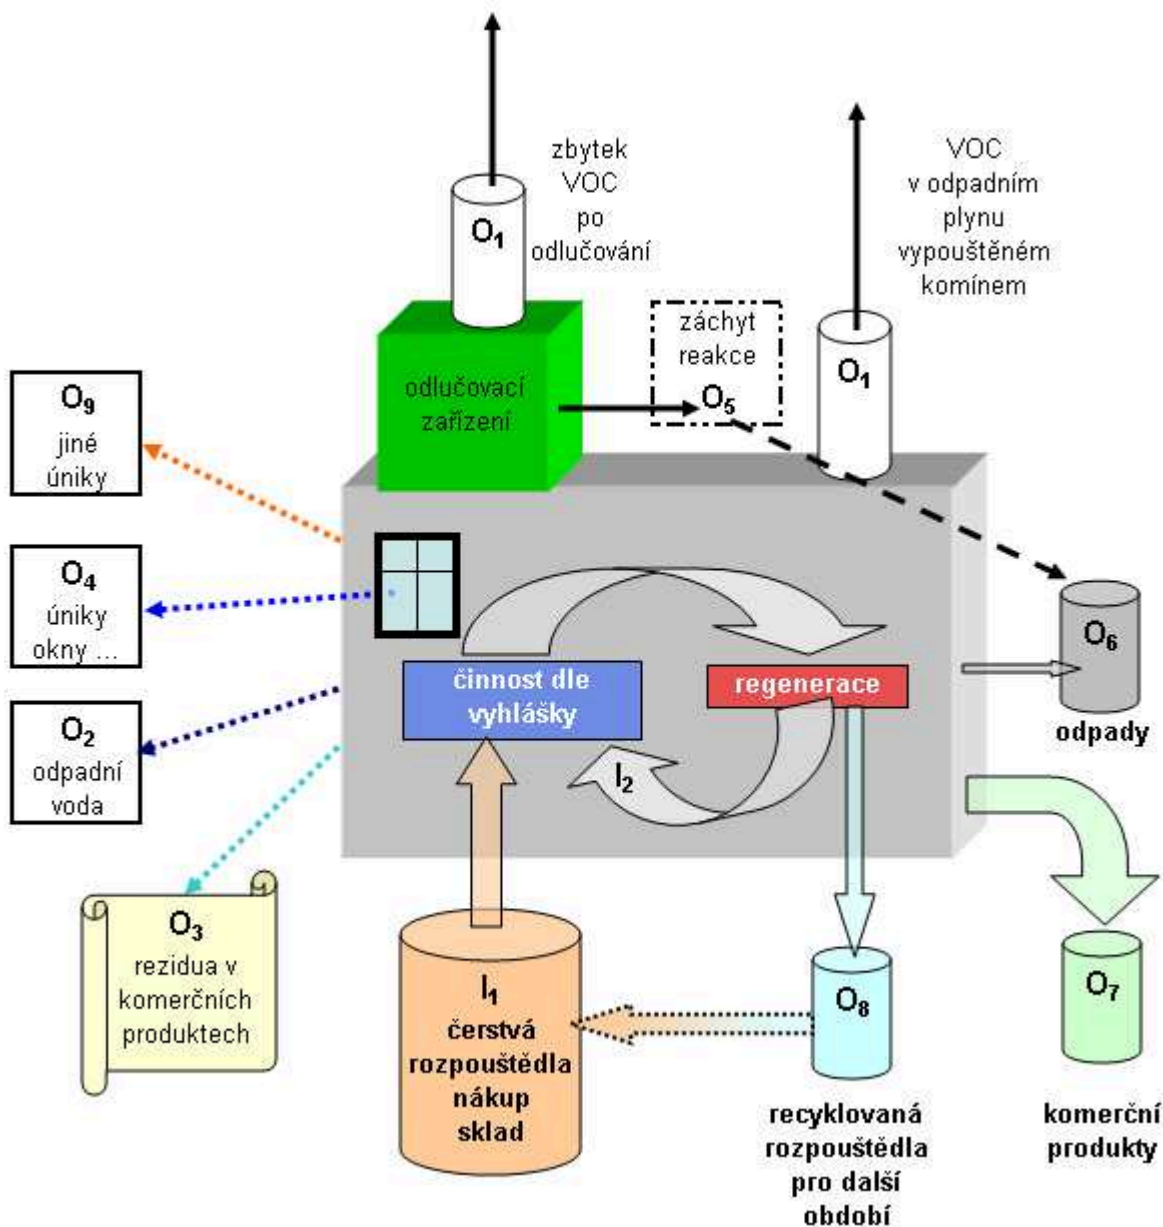 zbytek
VOC
po
odlučování
O₁
VOC
v odpadním
plynu
vypouštěném
komínem
O₁
záchyt
reakce
O₅
odlučovací
zařízení
O₉
jiné
úniky
O₄
úniky
okny ...
O₂
odpadní
voda
O₃
rezidua v
komerčních
produktech
činnost dle
vyhlášky
regenerace
I₂
O₆
odpady
I₁
čerstvá
rozpouštědla
nákup
sklad
O₈
recyklovaná
rozpouštědla
pro další
období
O₇
komerční
produkty